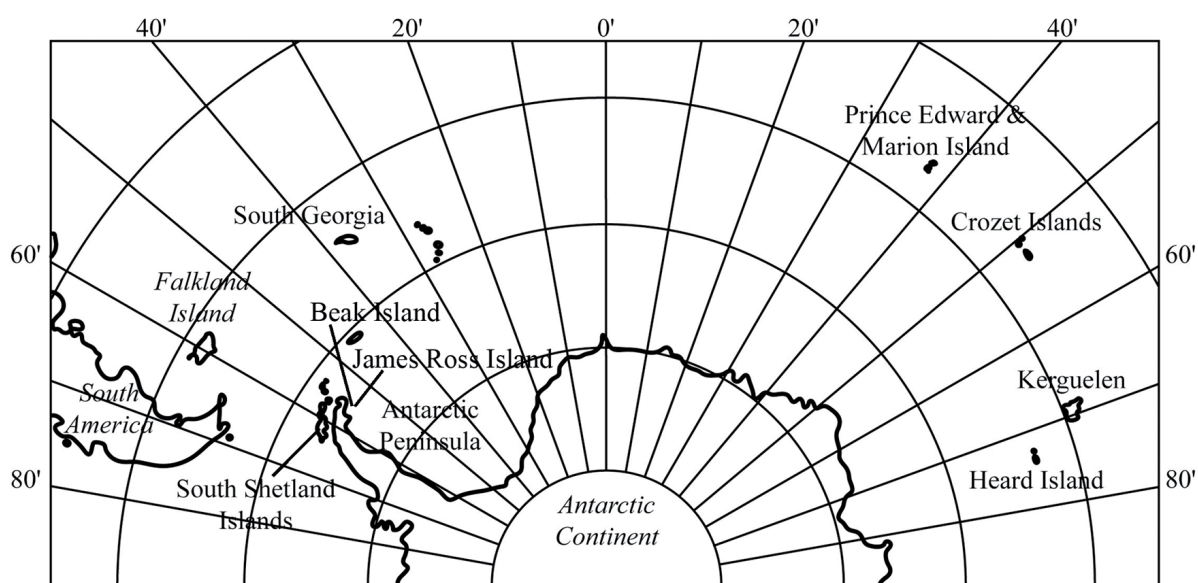 40'
20'
0'
20'
40'
Prince Edward &
Marion Island
South Georgia
Crozet Islands
60'
60'
Falkland
Island
Beak Island
James Ross Island
Kerguelen
South
America
Antarctic
Peninsula
80'
80'
Heard Island
South Shetland
Islands
Antarctic
Continent